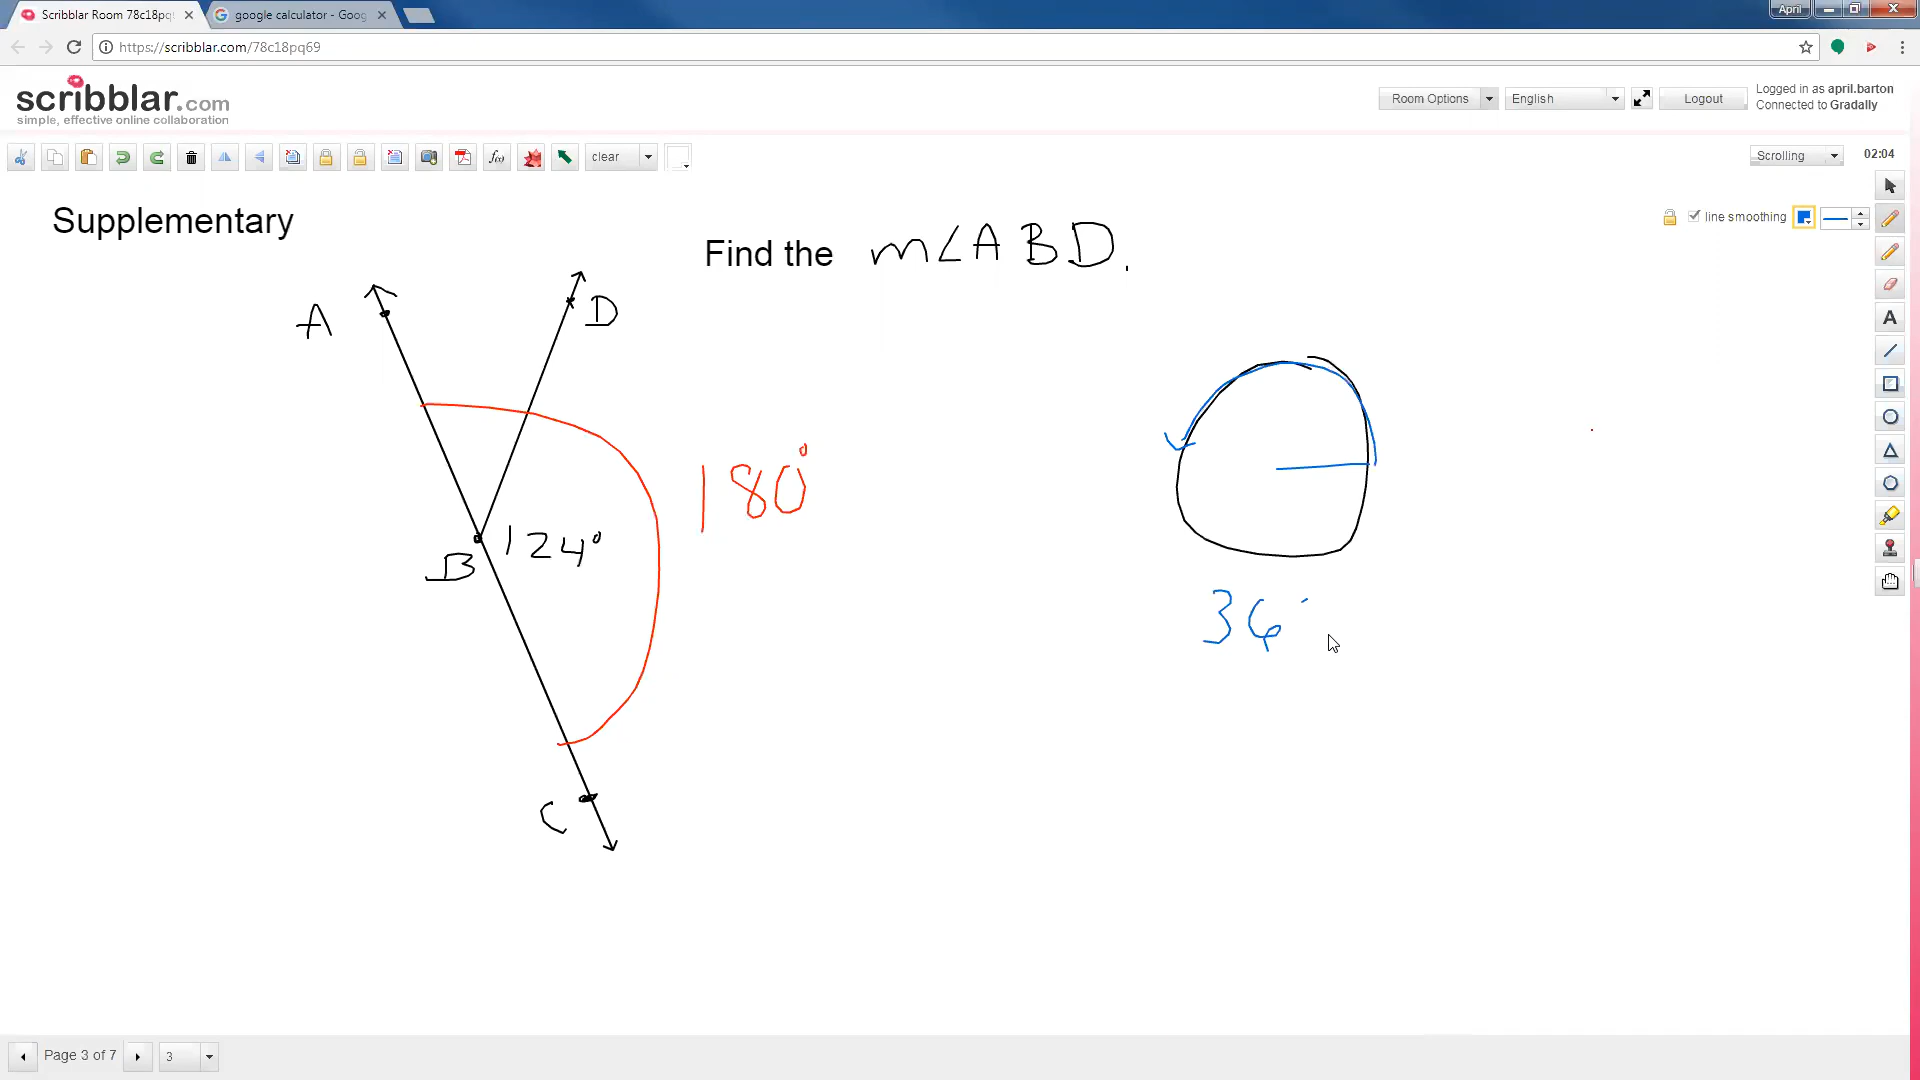 Scribblar Room 78c18pq
google calculator - Goog
April
https://scribblar.com/78c18pq69
scribblar.com
simple, effective online collaboration
Room Options
English
Logout
Logged in as april.barton
Connected to Gradally
f(x)
clear
Scrolling
02:04
line smoothing
A
Supplementary
Find the m∠ABD.
A
D
180°
B
124°
36
C
Page 3 of 7
3